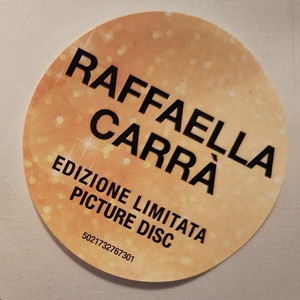 RAFFAELLA
CARRÀ
EDIZIONE LIMITATA
PICTURE DISC
5021732767301